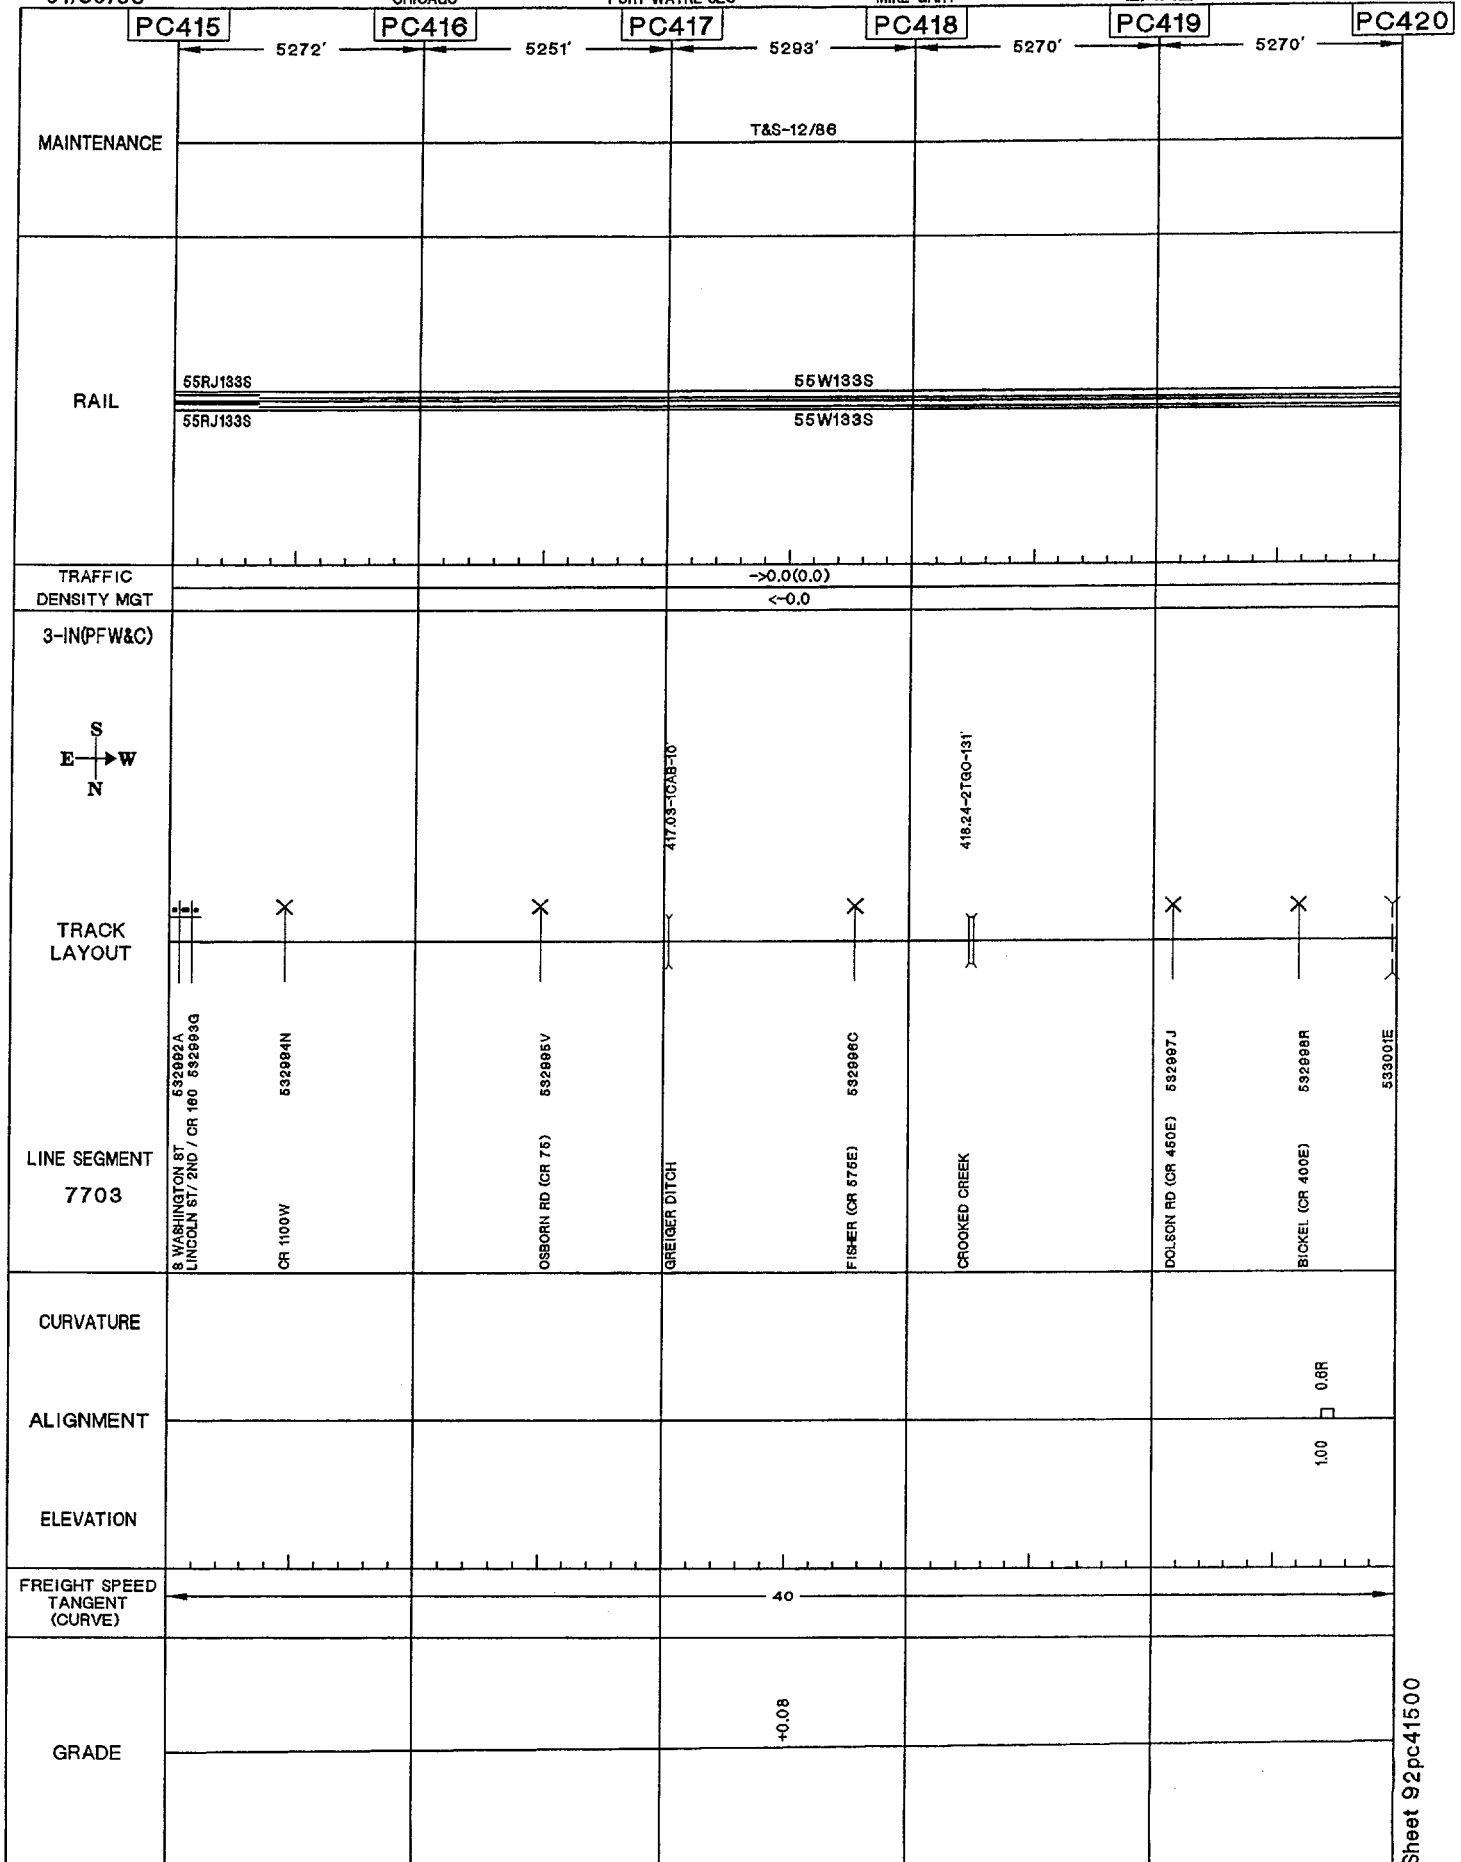 CHICAGO
PC415 PC416 PC417 PC418 PC419 PC420
5272' 5251' 5293' 5270' 5270'
MAINTENANCE
T&S-12/86
55RJ133S 55W133S
RAIL
55RJ133S 55W133S
TRAFFIC
->0.0(0.0)
DENSITY MGT
<-0.0
3-IN(PFW&C)
S
E W
N
417.03-1CAB-10'
418.24-2TGO-131'
TRACK
LAYOUT
LINE SEGMENT
7703
S WASHINGTON ST 532992A
LINCOLN ST/ 2ND / CR 160 532993G
CR 1100W 532994N
OSBORN RD (CR 75) 532995V
GREIGER DITCH
FISHER (CR 575E) 532996C
CROOKED CREEK
DOLSON RD (CR 450E) 532997J
BICKEL (CR 400E) 532998R
533001E
CURVATURE
0.6R
ALIGNMENT
1.00
ELEVATION
FREIGHT SPEED
TANGENT
(CURVE)
40
+0.08
GRADE
Sheet 92pc41500